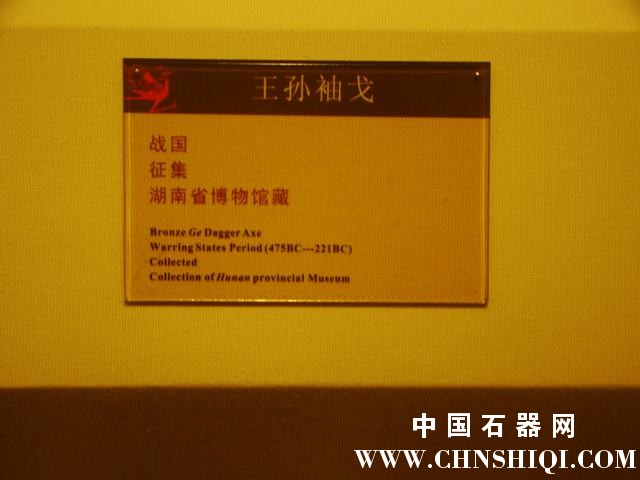 王孙袖戈
战国
征集
湖南省博物馆藏
Bronze Ge Dagger Axe
Warring States Period (475BC---221BC)
Collected
Collection of Hunan provincial Museum
中国石器网
WWW.CHNSHIQI.COM